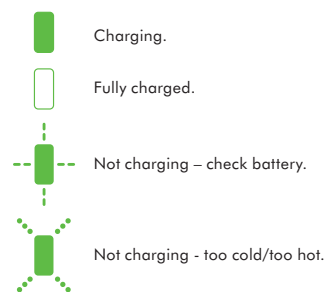 Charging.
Fully charged.
Not charging – check battery.
Not charging - too cold/too hot.